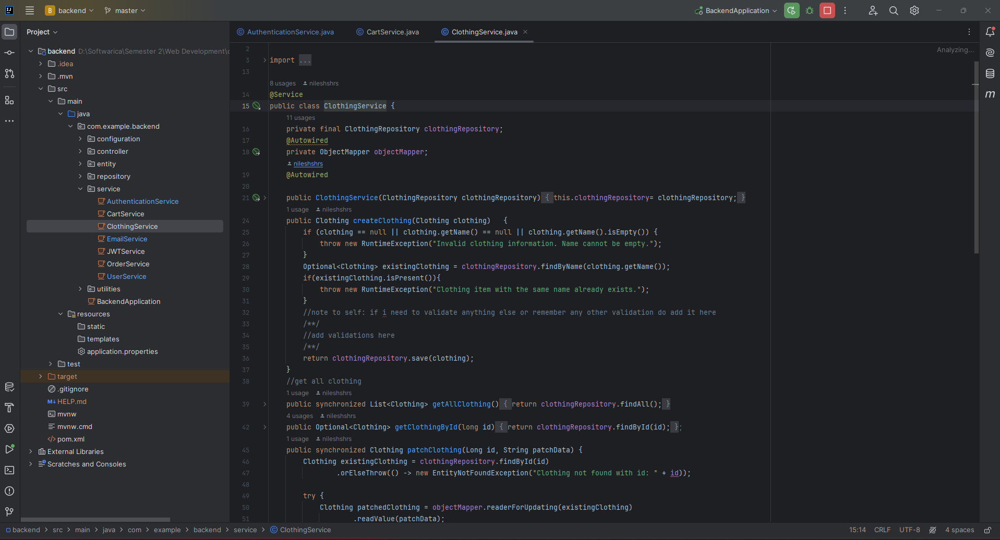 B backend master BackendApplication
Project
AuthenticationService.java CartService.java ClothingService.java
Analyzing...
backend D:\Softwarica\Semester 2\Web Development\
.idea
.mvn
src
main
java
com.example.backend
configuration
controller
entity
repository
service
AuthenticationService
CartService
ClothingService
EmailService
JWTService
OrderService
UserService
utilities
BackendApplication
resources
static
templates
application.properties
test
target
.gitignore
M↓ HELP.md
mvnw
mvnw.cmd
</> pom.xml
External Libraries
Scratches and Consoles
2
3 import ...
13
8 usages nileshshrs
14 @Service
15 public class ClothingService {
11 usages
16 private final ClothingRepository clothingRepository;
17 @Autowired
18 private ObjectMapper objectMapper;
nileshshrs
19 @Autowired
20
21 public ClothingService(ClothingRepository clothingRepository) { this.clothingRepository= clothingRepository; }
1 usage nileshshrs
24 public Clothing createClothing(Clothing clothing) {
25 if (clothing == null || clothing.getName() == null || clothing.getName().isEmpty()) {
26 throw new RuntimeException("Invalid clothing information. Name cannot be empty.");
27 }
28 Optional<Clothing> existingClothing = clothingRepository.findByName(clothing.getName());
29 if(existingClothing.isPresent()){
30 throw new RuntimeException("Clothing item with the same name already exists.");
31 }
32 //note to self: if i need to validate anything else or remember any other validation do add it here
33 /**/
34 //add validations here
35 /**/
36 return clothingRepository.save(clothing);
37 }
38 //get all clothing
1 usage nileshshrs
39 public synchronized List<Clothing> getAllClothing() { return clothingRepository.findAll(); }
4 usages nileshshrs
42 public Optional<Clothing> getClothingById(long id) { return clothingRepository.findById(id); };
1 usage nileshshrs
45 public synchronized Clothing patchClothing(Long id, String patchData) {
46 Clothing existingClothing = clothingRepository.findById(id)
47 .orElseThrow(() -> new EntityNotFoundException("Clothing not found with id: " + id));
48
49 try {
50 Clothing patchedClothing = objectMapper.readerForUpdating(existingClothing)
51 .readValue(patchData);
m
backend > src > main > java > com > example > backend > service > ClothingService
15:14 CRLF UTF-8 4 spaces